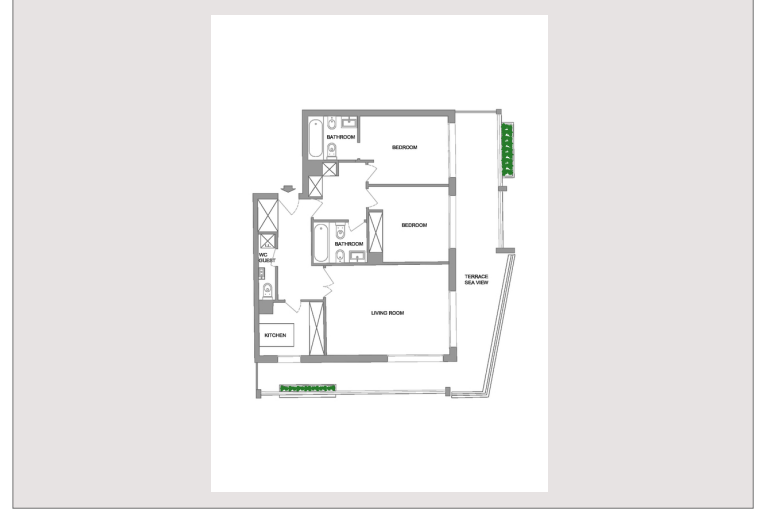 BATHROOM
BEDROOM
BEDROOM
BATHROOM
WC
GUEST
TERRACE
SEA VIEW
LIVING ROOM
KITCHEN